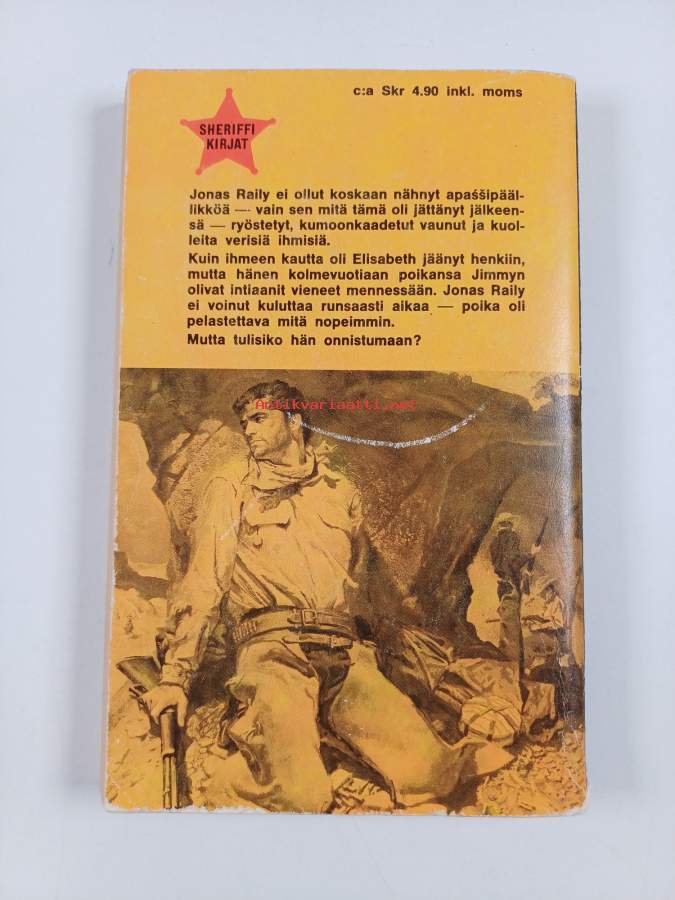 c:a Skr 4.90 inkl. moms
SHERIFFI
KIRJAT
Jonas Raily ei ollut koskaan nähnyt apaššipääl-
likköä — vain sen mitä tämä oli jättänyt jälkeen-
sä — ryöstetyt, kumoonkaadetut vaunut ja kuol-
leita verisiä ihmisiä.
Kuin ihmeen kautta oli Elisabeth jäänyt henkiin,
mutta hänen kolmevuotiaan poikansa Jimmyn
olivat intiaanit vieneet mennessään. Jonas Raily
ei voinut kuluttaa runsaasti aikaa — poika oli
pelastettava mitä nopeimmin.
Mutta tulisiko hän onnistumaan?
Antikvariaatti.net